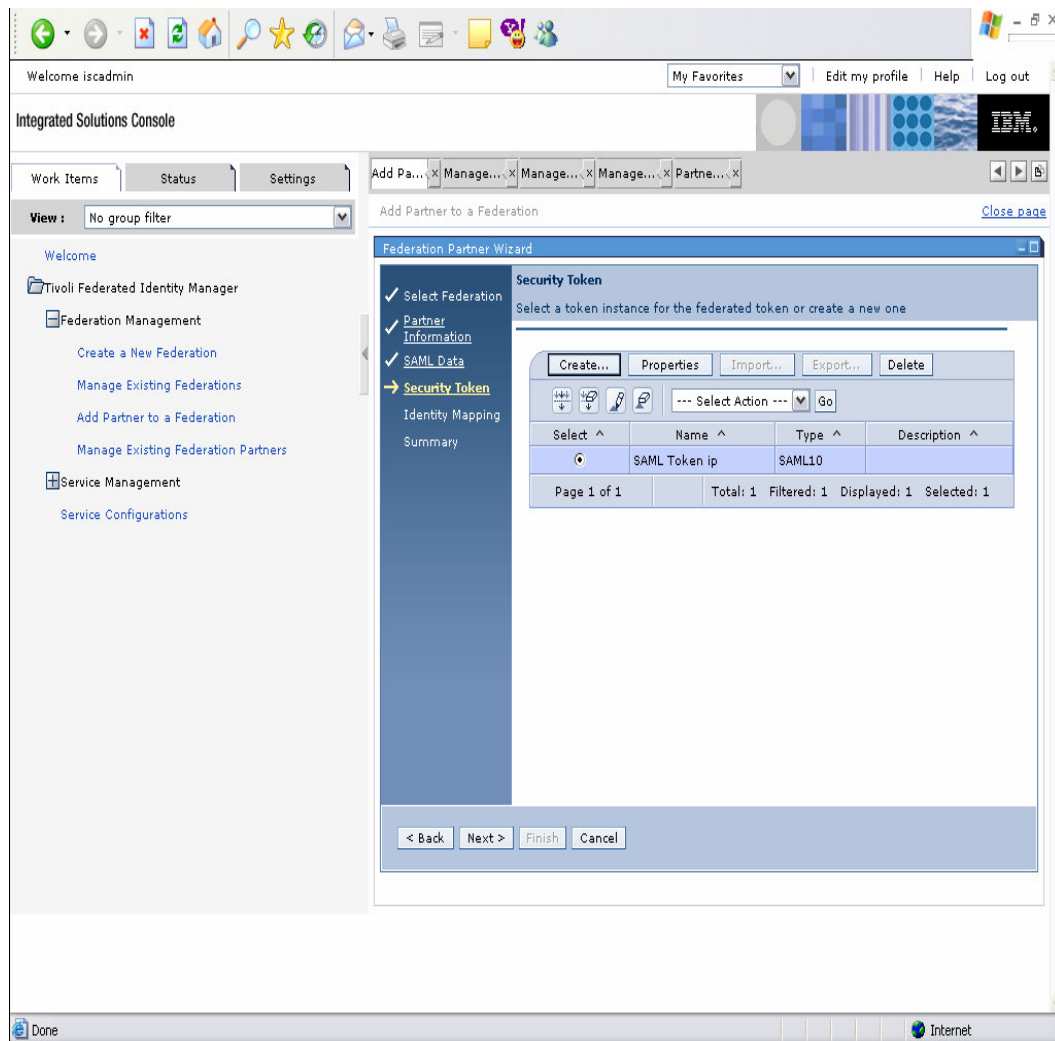 Welcome iscadmin
My Favorites
Edit my profile
Help
Log out
Integrated Solutions Console
IBM.
Work Items
Status
Settings
Add Pa...
Manage...
Manage...
Manage...
Partne...
View :
No group filter
Add Partner to a Federation
Close page
Welcome
Tivoli Federated Identity Manager
Federation Management
Create a New Federation
Manage Existing Federations
Add Partner to a Federation
Manage Existing Federation Partners
Service Management
Service Configurations
Federation Partner Wizard
Select Federation
Partner
Information
SAML Data
Security Token
Identity Mapping
Summary
Security Token
Select a token instance for the federated token or create a new one
Create...
Properties
Import...
Export...
Delete
--- Select Action ---
Go
Select ^
Name ^
Type ^
Description ^
SAML Token ip
SAML10
Page 1 of 1
Total: 1 Filtered: 1 Displayed: 1 Selected: 1
< Back
Next >
Finish
Cancel
Done
Internet